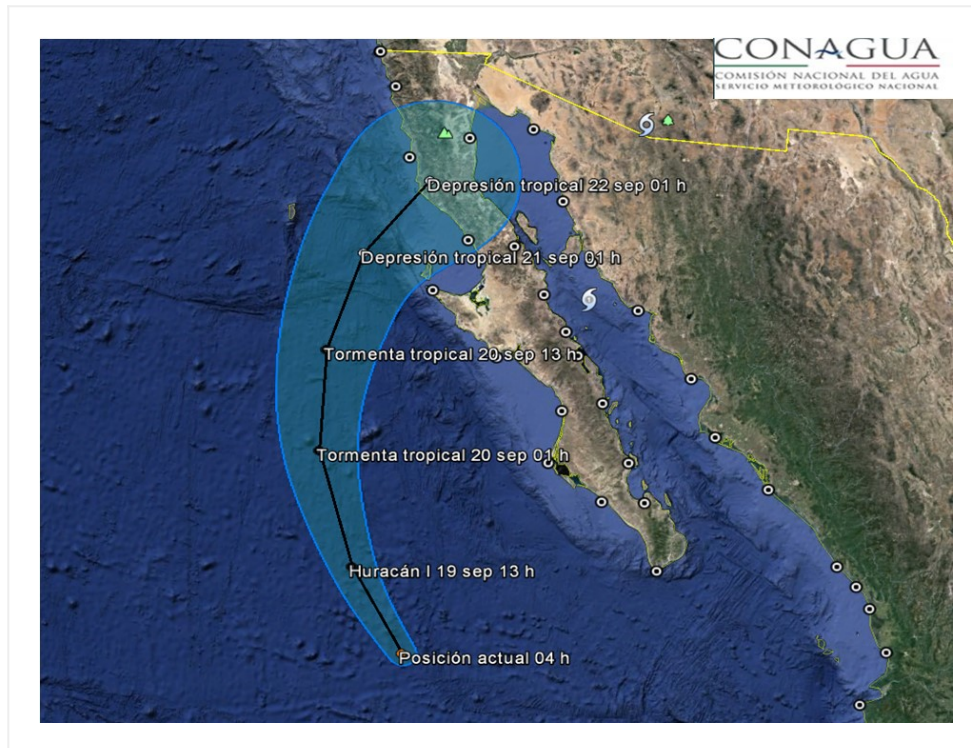 CONAGUA
COMISIÓN NACIONAL DEL AGUA
SERVICIO METEOROLÓGICO NACIONAL
Depresión tropical 22 sep 01 h
Depresión tropical 21 sep 01 h
Tormenta tropical 20 sep 13 h
Tormenta tropical 20 sep 01 h
Huracán I 19 sep 13 h
Posición actual 04 h